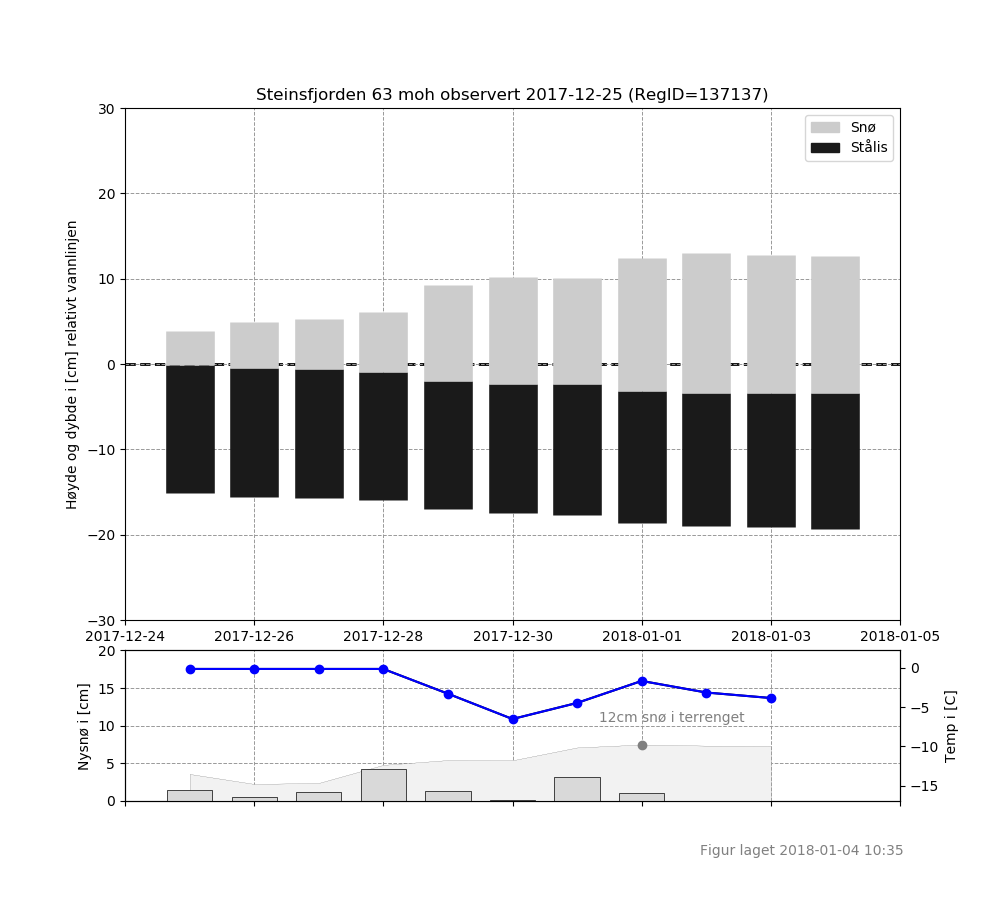 Steinsfjorden 63 moh observert 2017-12-25 (RegID=137137)
Høyde og dybde i [cm] relativt vannlinjen
30
20
10
0
−10
−20
−30
Snø
Stålis
2017-12-24
2017-12-26
2017-12-28
2017-12-30
2018-01-01
2018-01-03
2018-01-05
Nysnø i [cm]
20
15
10
5
0
12cm snø i terrenget
0
−5
−10
−15
Temp i [C]
Figur laget 2018-01-04 10:35